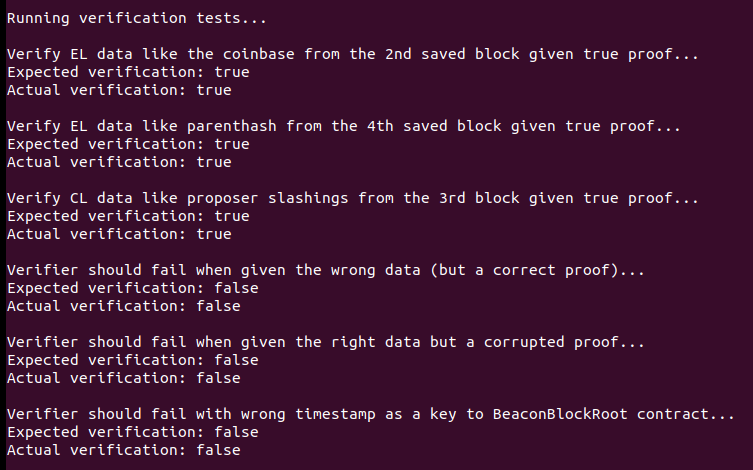 Running verification tests...
Verify EL data like the coinbase from the 2nd saved block given true proof...
Expected verification: true
Actual verification: true
Verify EL data like parenthash from the 4th saved block given true proof...
Expected verification: true
Actual verification: true
Verify CL data like proposer slashings from the 3rd block given true proof...
Expected verification: true
Actual verification: true
Verifier should fail when given the wrong data (but a correct proof)...
Expected verification: false
Actual verification: false
Verifier should fail when given the right data but a corrupted proof...
Expected verification: false
Actual verification: false
Verifier should fail with wrong timestamp as a key to BeaconBlockRoot contract...
Expected verification: false
Actual verification: false